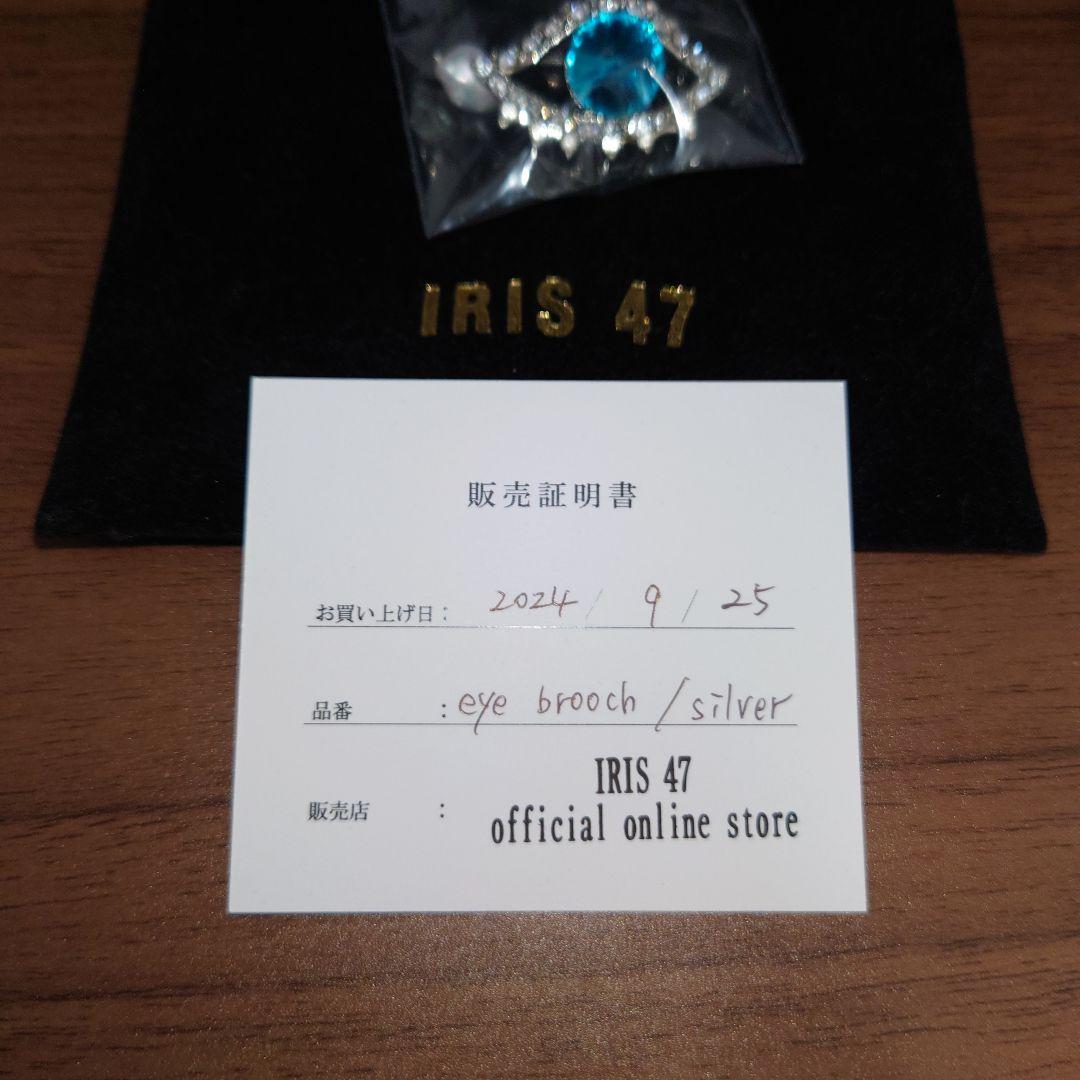 IRIS 47
販売証明書
お買い上げ日: 2024 / 9 / 25
品番 : eye brooch / silver
IRIS 47
販売店 : official online store